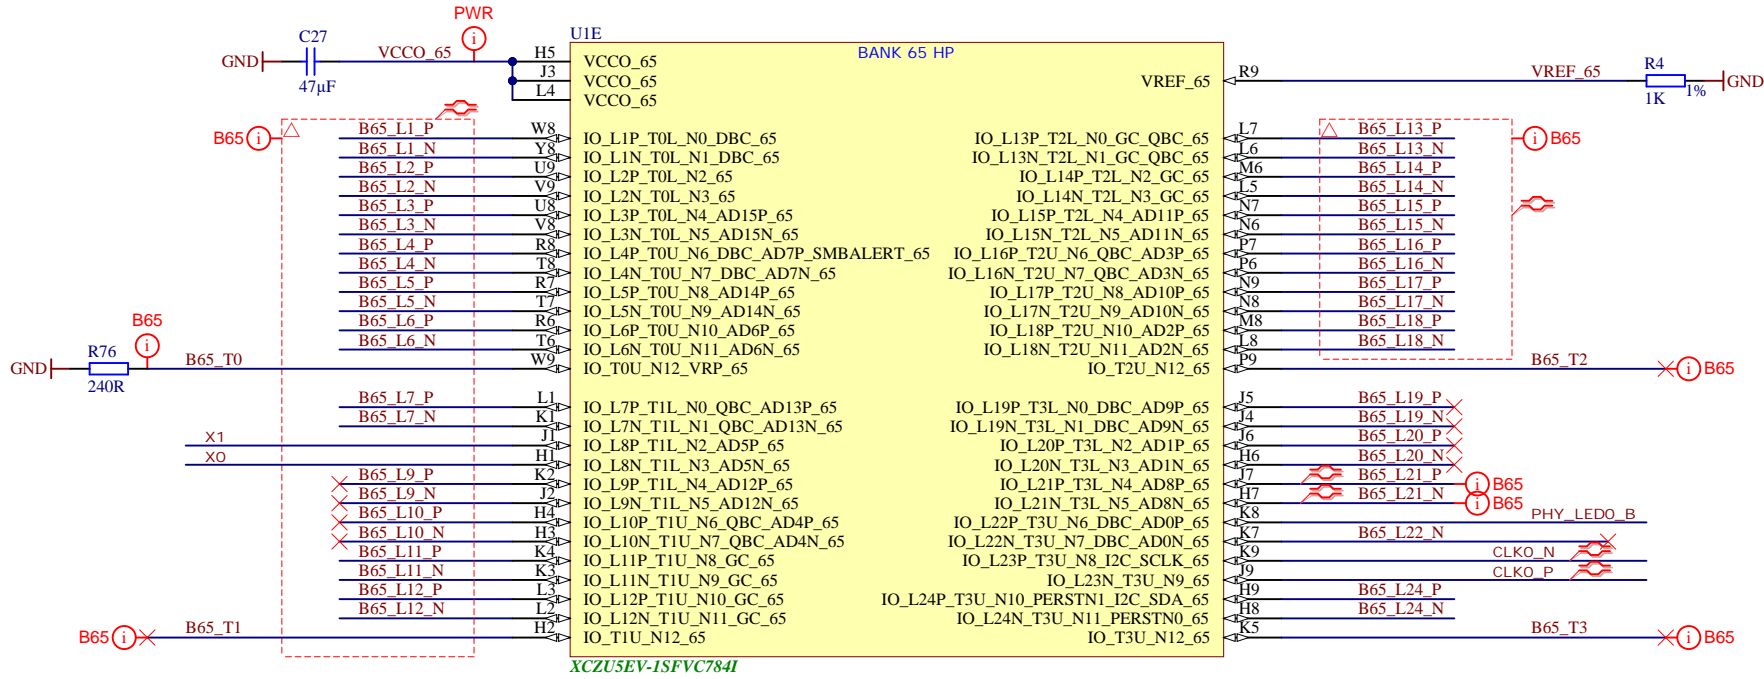 PWR
U1E
BANK 65 HP
C27
GND
VCCO_65
47µF
H5 VCCO_65
J3 VCCO_65
L4 VCCO_65
VREF_65 R9 VREF_65
R4
1K
1%
GND
B65 i
B65_L1_P W8 IO_L1P_T0L_N0_DBC_65
B65_L1_N Y8 IO_L1N_T0L_N1_DBC_65
B65_L2_P U9 IO_L2P_T0L_N2_65
B65_L2_N V9 IO_L2N_T0L_N3_65
B65_L3_P U8 IO_L3P_T0L_N4_AD15P_65
B65_L3_N V8 IO_L3N_T0L_N5_AD15N_65
B65_L4_P R8 IO_L4P_T0U_N6_DBC_AD7P_SMBALERT_65
B65_L4_N T8 IO_L4N_T0U_N7_DBC_AD7N_65
B65_L5_P R7 IO_L5P_T0U_N8_AD14P_65
B65_L5_N T7 IO_L5N_T0U_N9_AD14N_65
B65_L6_P R6 IO_L6P_T0U_N10_AD6P_65
B65_L6_N T6 IO_L6N_T0U_N11_AD6N_65
B65 i
R76
GND
240R
B65_T0 W9 IO_T0U_N12_VRP_65
B65_L7_P L1 IO_L7P_T1L_N0_QBC_AD13P_65
B65_L7_N K1 IO_L7N_T1L_N1_QBC_AD13N_65
X1 J1 IO_L8P_T1L_N2_AD5P_65
X0 H1 IO_L8N_T1L_N3_AD5N_65
B65_L9_P K2 IO_L9P_T1L_N4_AD12P_65
B65_L9_N J2 IO_L9N_T1L_N5_AD12N_65
B65_L10_P H4 IO_L10P_T1U_N6_QBC_AD4P_65
B65_L10_N H3 IO_L10N_T1U_N7_QBC_AD4N_65
B65_L11_P K4 IO_L11P_T1U_N8_GC_65
B65_L11_N K3 IO_L11N_T1U_N9_GC_65
B65_L12_P L3 IO_L12P_T1U_N10_GC_65
B65_L12_N L2 IO_L12N_T1U_N11_GC_65
B65 i B65_T1 H2 IO_T1U_N12_65
IO_L13P_T2L_N0_GC_QBC_65 L7 B65_L13_P i B65
IO_L13N_T2L_N1_GC_QBC_65 L6 B65_L13_N
IO_L14P_T2L_N2_GC_65 M6 B65_L14_P
IO_L14N_T2L_N3_GC_65 L5 B65_L14_N
IO_L15P_T2L_N4_AD11P_65 N7 B65_L15_P
IO_L15N_T2L_N5_AD11N_65 N6 B65_L15_N
IO_L16P_T2U_N6_QBC_AD3P_65 P7 B65_L16_P
IO_L16N_T2U_N7_QBC_AD3N_65 P6 B65_L16_N
IO_L17P_T2U_N8_AD10P_65 N9 B65_L17_P
IO_L17N_T2U_N9_AD10N_65 N8 B65_L17_N
IO_L18P_T2U_N10_AD2P_65 M8 B65_L18_P
IO_L18N_T2U_N11_AD2N_65 L8 B65_L18_N
IO_T2U_N12_65 P9 B65_T2 i B65
IO_L19P_T3L_N0_DBC_AD9P_65 J5 B65_L19_P
IO_L19N_T3L_N1_DBC_AD9N_65 J4 B65_L19_N
IO_L20P_T3L_N2_AD1P_65 J6 B65_L20_P
IO_L20N_T3L_N3_AD1N_65 H6 B65_L20_N
IO_L21P_T3L_N4_AD8P_65 J7 B65_L21_P i B65
IO_L21N_T3L_N5_AD8N_65 H7 B65_L21_N i B65
IO_L22P_T3U_N6_DBC_AD0P_65 K8 PHY_LED0_B
IO_L22N_T3U_N7_DBC_AD0N_65 K7 B65_L22_N
IO_L23P_T3U_N8_I2C_SCLK_65 K9 CLK0_N
IO_L23N_T3U_N9_65 J9 CLK0_P
IO_L24P_T3U_N10_PERSTN1_I2C_SDA_65 H9 B65_L24_P
IO_L24N_T3U_N11_PERSTN0_65 H8 B65_L24_N
IO_T3U_N12_65 K5 B65_T3 i B65
XCZU5EV-1SFVC784I